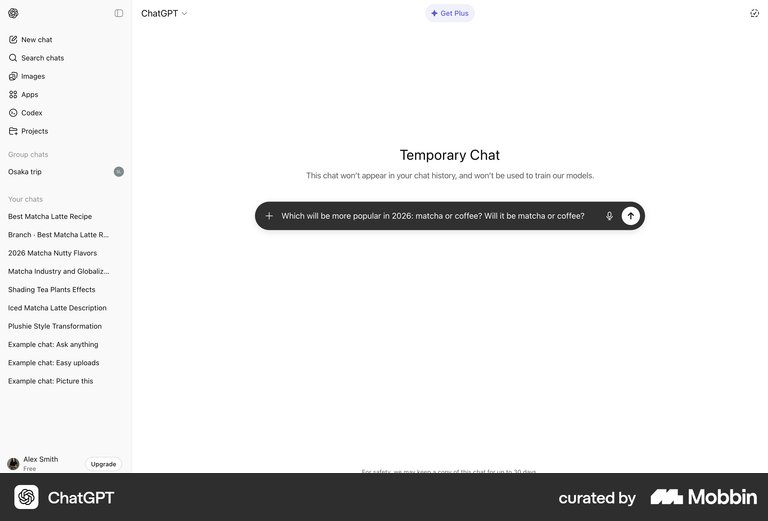 ChatGPT
Get Plus
New chat
Search chats
Images
Apps
Codex
Projects
Group chats
Osaka trip
Your chats
Best Matcha Latte Recipe
Branch · Best Matcha Latte R...
2026 Matcha Nutty Flavors
Matcha Industry and Globaliz...
Shading Tea Plants Effects
Iced Matcha Latte Description
Plushie Style Transformation
Example chat: Ask anything
Example chat: Easy uploads
Example chat: Picture this
Alex Smith
Free
Upgrade
Temporary Chat
This chat won't appear in your chat history, and won't be used to train our models.
Which will be more popular in 2026: matcha or coffee? Will it be matcha or coffee?
For safety, we may keep a copy of this chat for up to 30 days.
ChatGPT
curated by
Mobbin